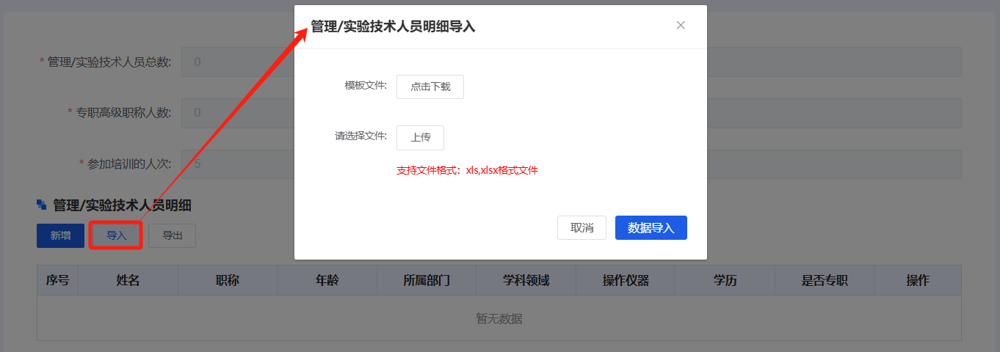 管理/实验技术人员明细导入
* 管理/实验技术人员总数: 0
模板文件: 点击下载
* 专职高级职称人数: 0
请选择文件: 上传
* 参加培训的人次: 5
支持文件格式：xls,xlsx格式文件
管理/实验技术人员明细
新增 导入 导出
取消 数据导入
序号 姓名 职称 年龄 所属部门 学科领域 操作仪器 学历 是否专职 操作
暂无数据